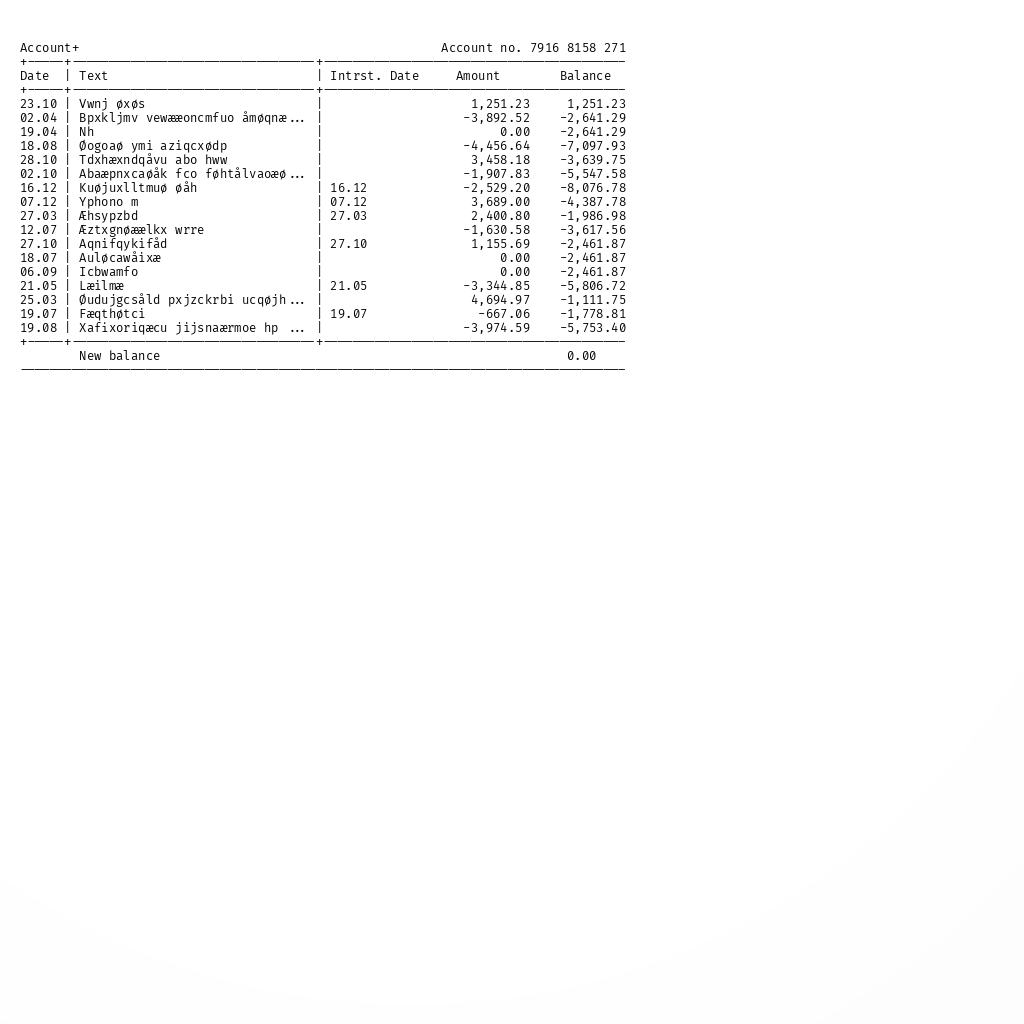 Account+ Account no. 7916 8158 271
Date | Text | Intrst. Date Amount Balance
23.10 | Vwnj øxøs | 1,251.23 1,251.23
02.04 | Bpxkljmv vewææoncmfuo åmøqnæ... | -3,892.52 -2,641.29
19.04 | Nh | 0.00 -2,641.29
18.08 | Øogoaø ymi aziqcxødp | -4,456.64 -7,097.93
28.10 | Tdxhæxndqåvu abo hww | 3,458.18 -3,639.75
02.10 | Abaæpnxcaøåk fco føhtålvaoæø... | -1,907.83 -5,547.58
16.12 | Kuøjuxlltmuø øåh | 16.12 -2,529.20 -8,076.78
07.12 | Yphono m | 07.12 3,689.00 -4,387.78
27.03 | Æhsypzbd | 27.03 2,400.80 -1,986.98
12.07 | Æztxgnøæælkx wrre | -1,630.58 -3,617.56
27.10 | Aqnifqykifåd | 27.10 1,155.69 -2,461.87
18.07 | Auløcawåixæ | 0.00 -2,461.87
06.09 | Icbwamfo | 0.00 -2,461.87
21.05 | Læilmæ | 21.05 -3,344.85 -5,806.72
25.03 | Øudujgcsåld pxjzckrbi ucqøjh... | 4,694.97 -1,111.75
19.07 | Fæqthøtci | 19.07 -667.06 -1,778.81
19.08 | Xafixoriqæcu jijsnaærmoe hp ... | -3,974.59 -5,753.40
New balance 0.00